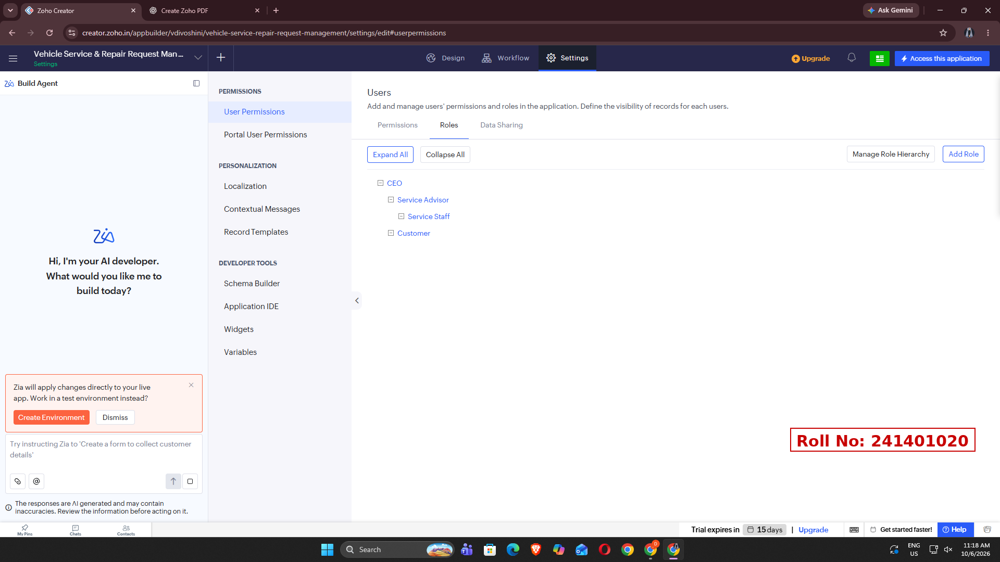 Zoho Creator
Create Zoho PDF
Ask Gemini
creator.zoho.in/appbuilder/vdivoshini/vehicle-service-repair-request-management/settings/edit#userpermissions
Vehicle Service & Repair Request Man...
Settings
Design
Workflow
Settings
Upgrade
Access this application
Build Agent
Hi, I'm your AI developer.
What would you like me to
build today?
Zia will apply changes directly to your live
app. Work in a test environment instead?
Create Environment
Dismiss
Try instructing Zia to 'Create a form to collect customer
details'
@
The responses are AI generated and may contain
inaccuracies. Review the information before acting on it.
PERMISSIONS
User Permissions
Portal User Permissions
PERSONALIZATION
Localization
Contextual Messages
Record Templates
DEVELOPER TOOLS
Schema Builder
Application IDE
Widgets
Variables
Users
Add and manage users' permissions and roles in the application. Define the visibility of records for each users.
Permissions
Roles
Data Sharing
Expand All
Collapse All
Manage Role Hierarchy
Add Role
CEO
Service Advisor
Service Staff
Customer
Roll No: 241401020
My Pins
Chats
Contacts
Trial expires in 15 days | Upgrade
Get started faster!
Help
Search
D
ENG
US
11:18 AM
10/6/2026